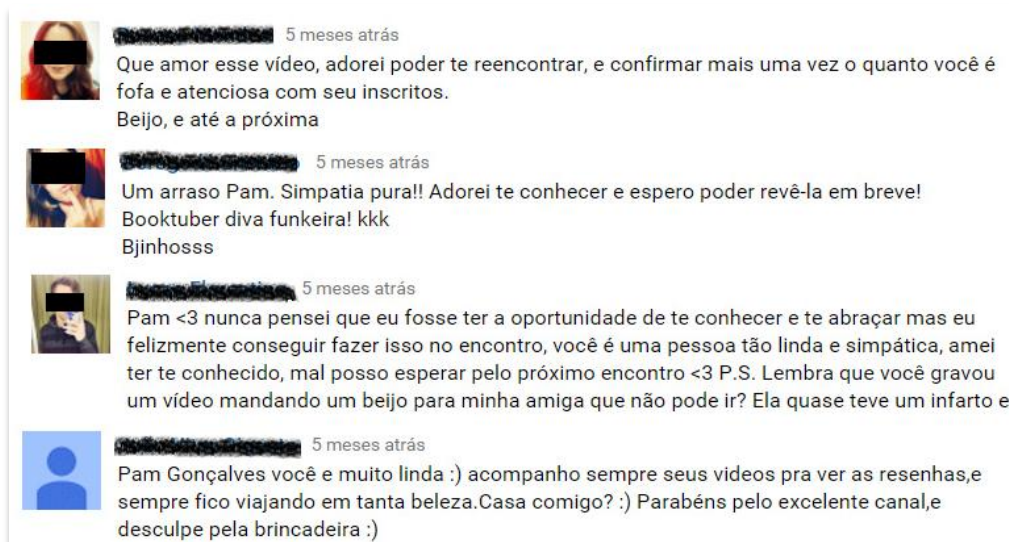 5 meses atrás
Que amor esse vídeo, adorei poder te reencontrar, e confirmar mais uma vez o quanto você é
fofa e atenciosa com seu inscritos.
Beijo, e até a próxima
5 meses atrás
Um arraso Pam. Simpatia pura!! Adorei te conhecer e espero poder revê-la em breve!
Booktuber diva funkeira! kkk
Bjinhosss
5 meses atrás
Pam <3 nunca pensei que eu fosse ter a oportunidade de te conhecer e te abraçar mas eu
felizmente conseguir fazer isso no encontro, você é uma pessoa tão linda e simpática, amei
ter te conhecido, mal posso esperar pelo próximo encontro <3 P.S. Lembra que você gravou
um vídeo mandando um beijo para minha amiga que não pode ir? Ela quase teve um infarto e
5 meses atrás
Pam Gonçalves você e muito linda :) acompanho sempre seus videos pra ver as resenhas,e
sempre fico viajando em tanta beleza.Casa comigo? :) Parabéns pelo excelente canal,e
desculpe pela brincadeira :)